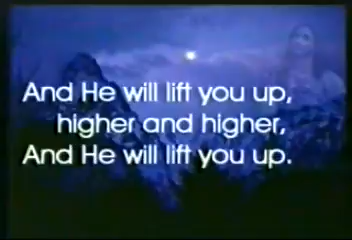 And He will lift you up,
higher and higher,
And He will lift you up.